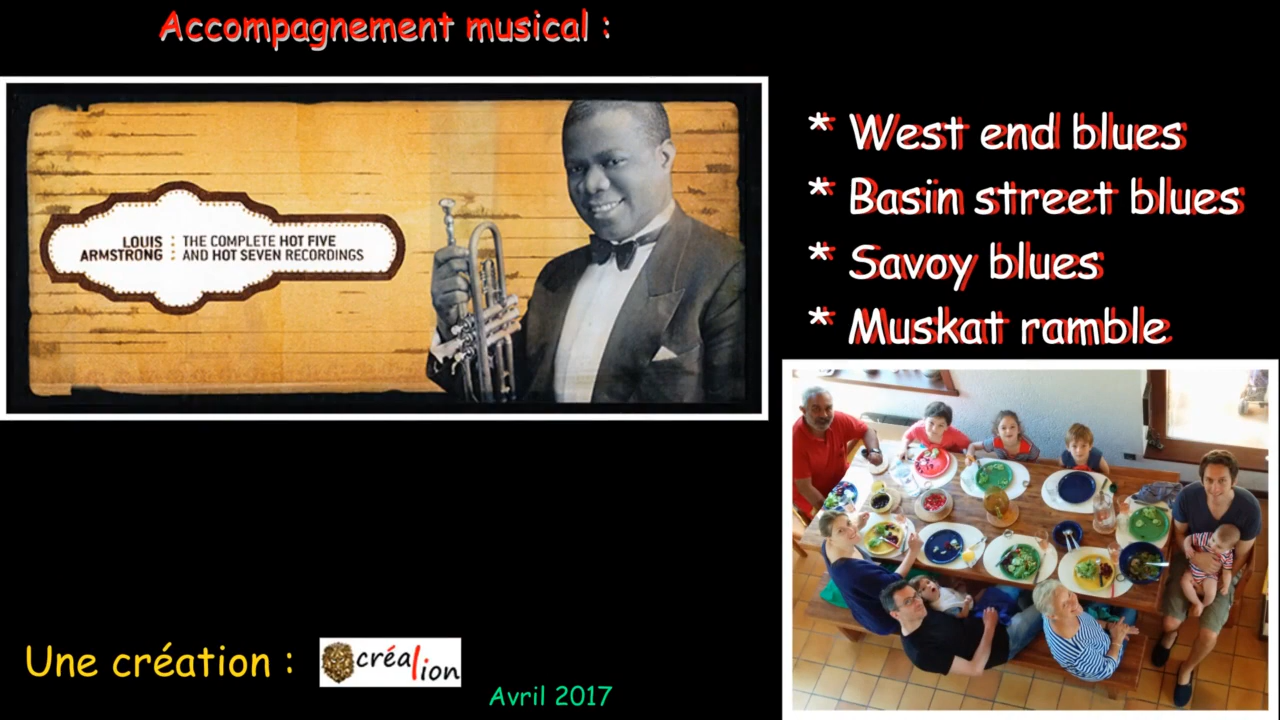 Accompagnement musical :
LOUIS ARMSTRONG : THE COMPLETE HOT FIVE AND HOT SEVEN RECORDINGS
* West end blues
* Basin street blues
* Savoy blues
* Muskat ramble
Une création :
créalion
Avril 2017